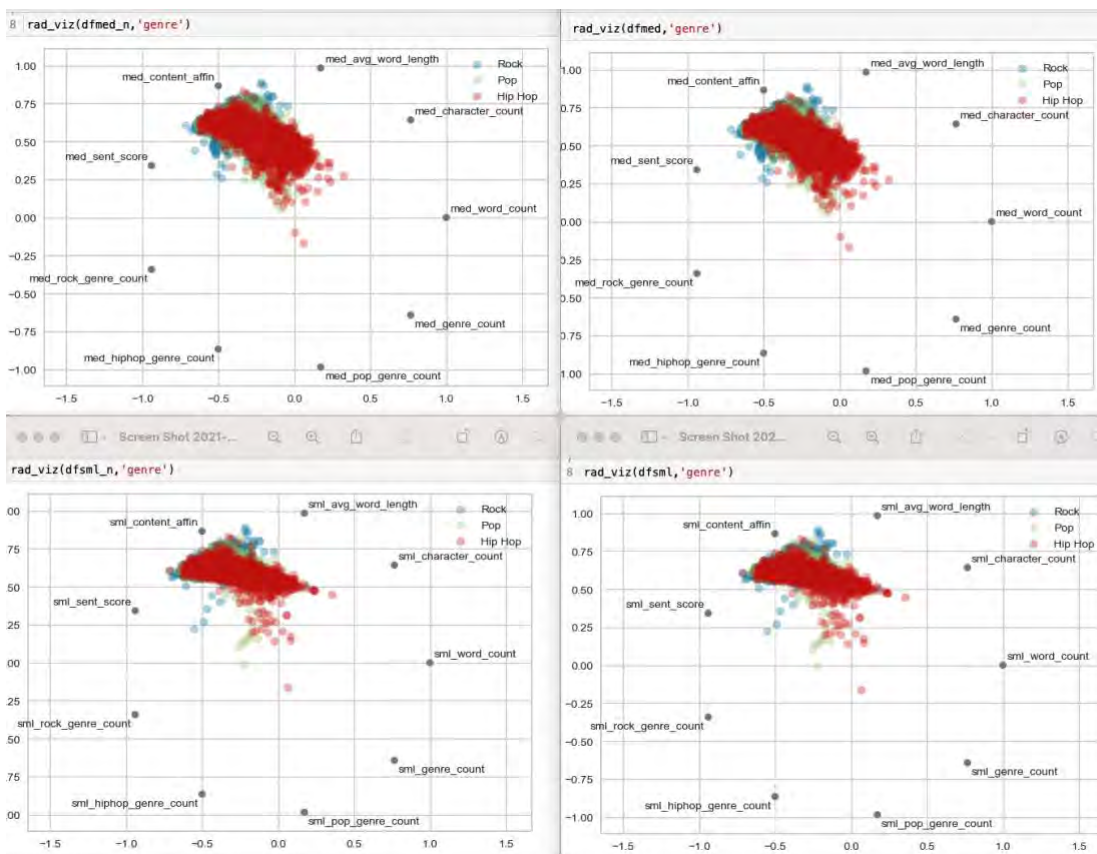 8 rad_viz(dfmed_n,'genre')
med_avg_word_length
1.00
Rock
med_content_affin
Pop
0.75
Hip Hop
med_character_count
0.50
med_sent_score
0.25
0.00
med_word_count
−0.25
med_rock_genre_count
−0.50
med_genre_count
−0.75
med_hiphop_genre_count
−1.00
med_pop_genre_count
−1.5 −1.0 −0.5 0.0 0.5 1.0 1.5
rad_viz(dfmed,'genre')
med_avg_word_length
1.00
Rock
med_content_affin
Pop
0.75
Hip Hop
med_character_count
0.50
med_sent_score
0.25
0.00
med_word_count
0.25
med_rock_genre_count
0.50
med_genre_count
0.75
med_hiphop_genre_count
1.00
med_pop_genre_count
−1.5 −1.0 −0.5 0.0 0.5 1.0 1.5
Screen Shot 2021-...
rad_viz(dfsml_n,'genre')
sml_avg_word_length
00
Rock
sml_content_affin
Pop
75
Hip Hop
sml_character_count
50
sml_sent_score
25
00
sml_word_count
25
sml_rock_genre_count
50
sml_genre_count
75
sml_hiphop_genre_count
00
sml_pop_genre_count
−1.5 −1.0 −0.5 0.0 0.5 1.0 1.5
Screen Shot 202...
8 rad_viz(dfsml,'genre')
sml_avg_word_length
1.00
Rock
sml_content_affin
Pop
0.75
Hip Hop
sml_character_count
0.50
sml_sent_score
0.25
0.00
sml_word_count
−0.25
sml_rock_genre_count
−0.50
sml_genre_count
−0.75
sml_hiphop_genre_count
−1.00
sml_pop_genre_count
−1.5 −1.0 −0.5 0.0 0.5 1.0 1.5